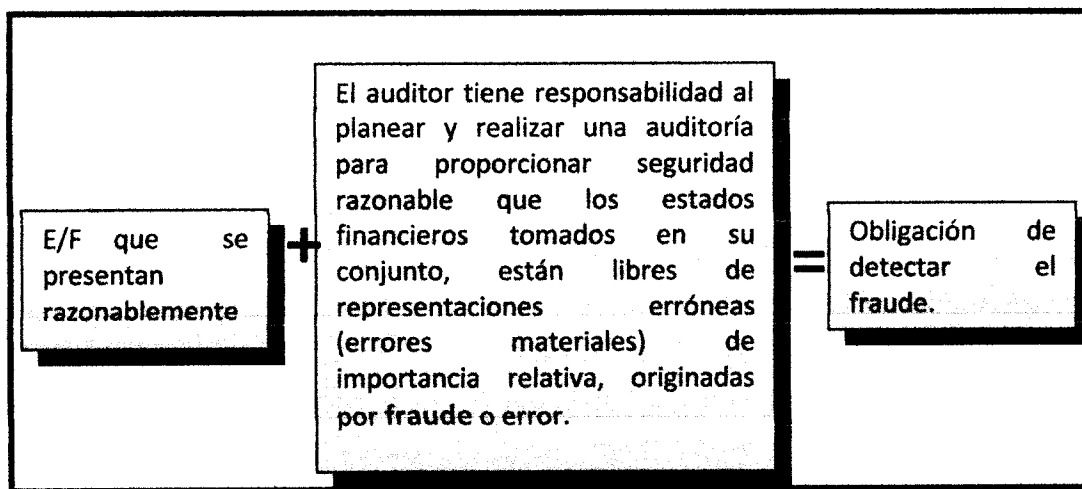 E/F que se
presentan
razonablemente
+
El auditor tiene responsabilidad al
planear y realizar una auditoría
para proporcionar seguridad
razonable que los estados
financieros tomados en su
conjunto, están libres de
representaciones erróneas
(errores materiales) de
importancia relativa, originadas
por fraude o error.
=
Obligación de
detectar el
fraude.